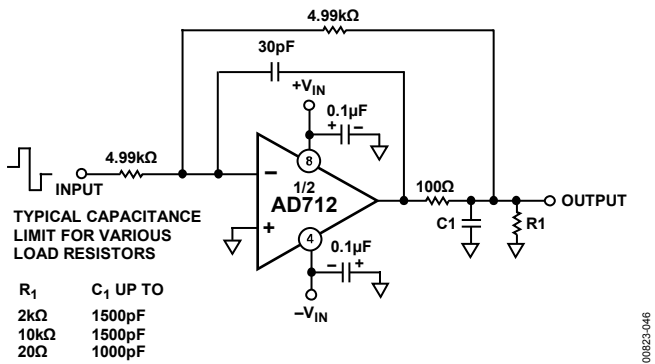 4.99kΩ
30pF
+VIN
0.1µF
+ –
4.99kΩ
INPUT
–
8
1/2
AD712
+
4
100Ω
OUTPUT
C1
R1
0.1µF
– +
–VIN
TYPICAL CAPACITANCE
LIMIT FOR VARIOUS
LOAD RESISTORS
R1 C1 UP TO
2kΩ 1500pF
10kΩ 1500pF
20Ω 1000pF
00823-046